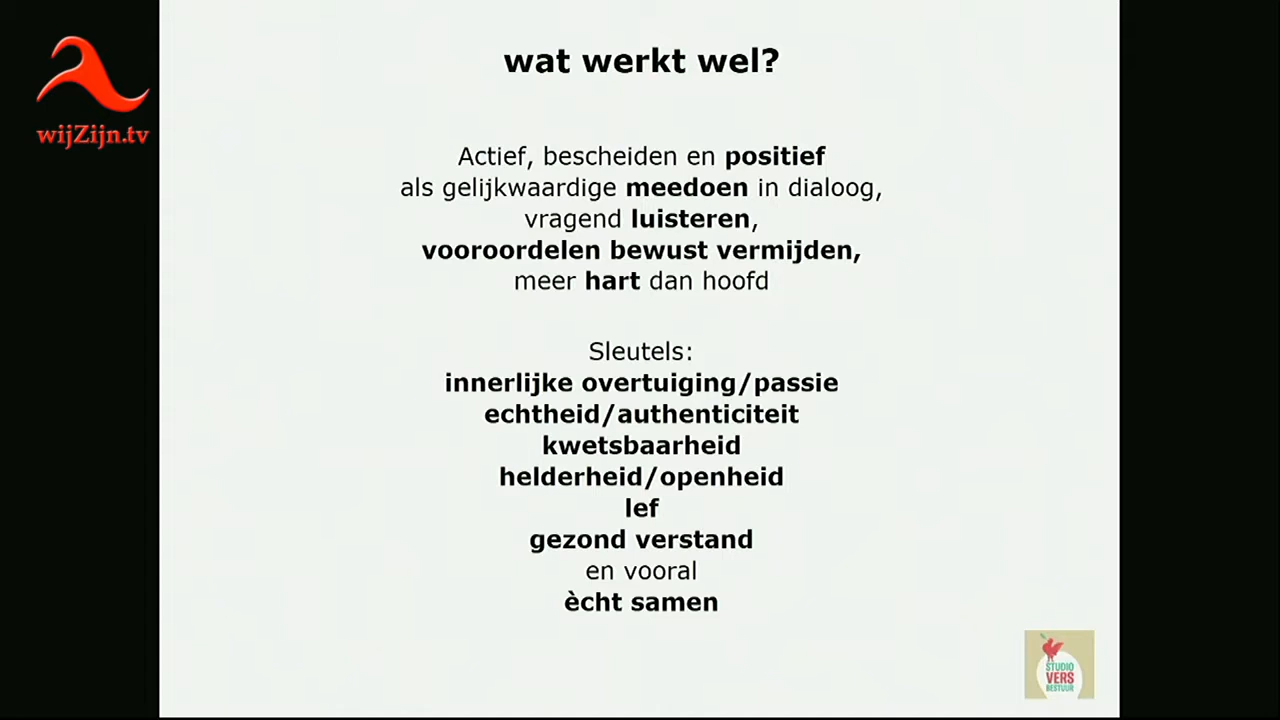 wijZijn.tv
wat werkt wel?
Actief, bescheiden en positief
als gelijkwaardige meedoen in dialoog,
vragend luisteren,
vooroordelen bewust vermijden,
meer hart dan hoofd
Sleutels:
innerlijke overtuiging/passie
echtheid/authenticiteit
kwetsbaarheid
helderheid/openheid
lef
gezond verstand
en vooral
ècht samen
STUDIO
VERS
BESTUUR